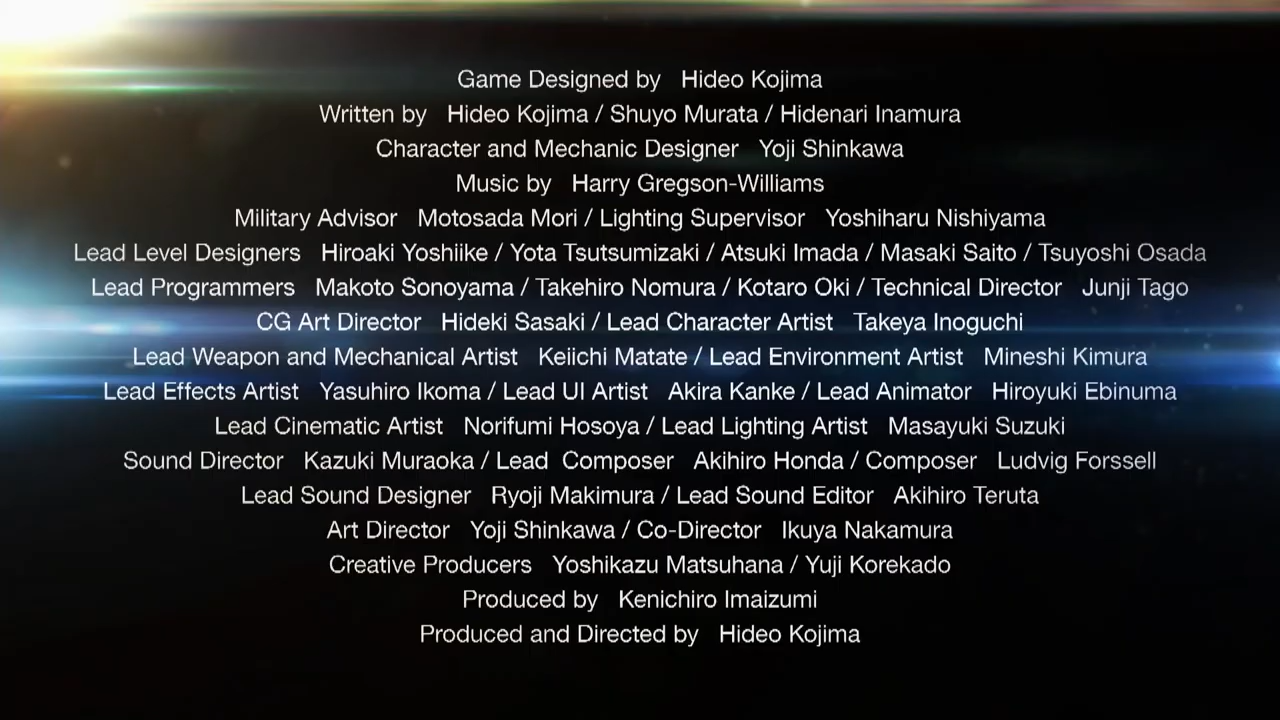 Game Designed by Hideo Kojima
Written by Hideo Kojima / Shuyo Murata / Hidenari Inamura
Character and Mechanic Designer Yoji Shinkawa
Music by Harry Gregson-Williams
Military Advisor Motosada Mori / Lighting Supervisor Yoshiharu Nishiyama
Lead Level Designers Hiroaki Yoshiike / Yota Tsutsumizaki / Atsuki Imada / Masaki Saito / Tsuyoshi Osada
Lead Programmers Makoto Sonoyama / Takehiro Nomura / Kotaro Oki / Technical Director Junji Tago
CG Art Director Hideki Sasaki / Lead Character Artist Takeya Inoguchi
Lead Weapon and Mechanical Artist Keiichi Matate / Lead Environment Artist Mineshi Kimura
Lead Effects Artist Yasuhiro Ikoma / Lead UI Artist Akira Kanke / Lead Animator Hiroyuki Ebinuma
Lead Cinematic Artist Norifumi Hosoya / Lead Lighting Artist Masayuki Suzuki
Sound Director Kazuki Muraoka / Lead Composer Akihiro Honda / Composer Ludvig Forssell
Lead Sound Designer Ryoji Makimura / Lead Sound Editor Akihiro Teruta
Art Director Yoji Shinkawa / Co-Director Ikuya Nakamura
Creative Producers Yoshikazu Matsuhana / Yuji Korekado
Produced by Kenichiro Imaizumi
Produced and Directed by Hideo Kojima